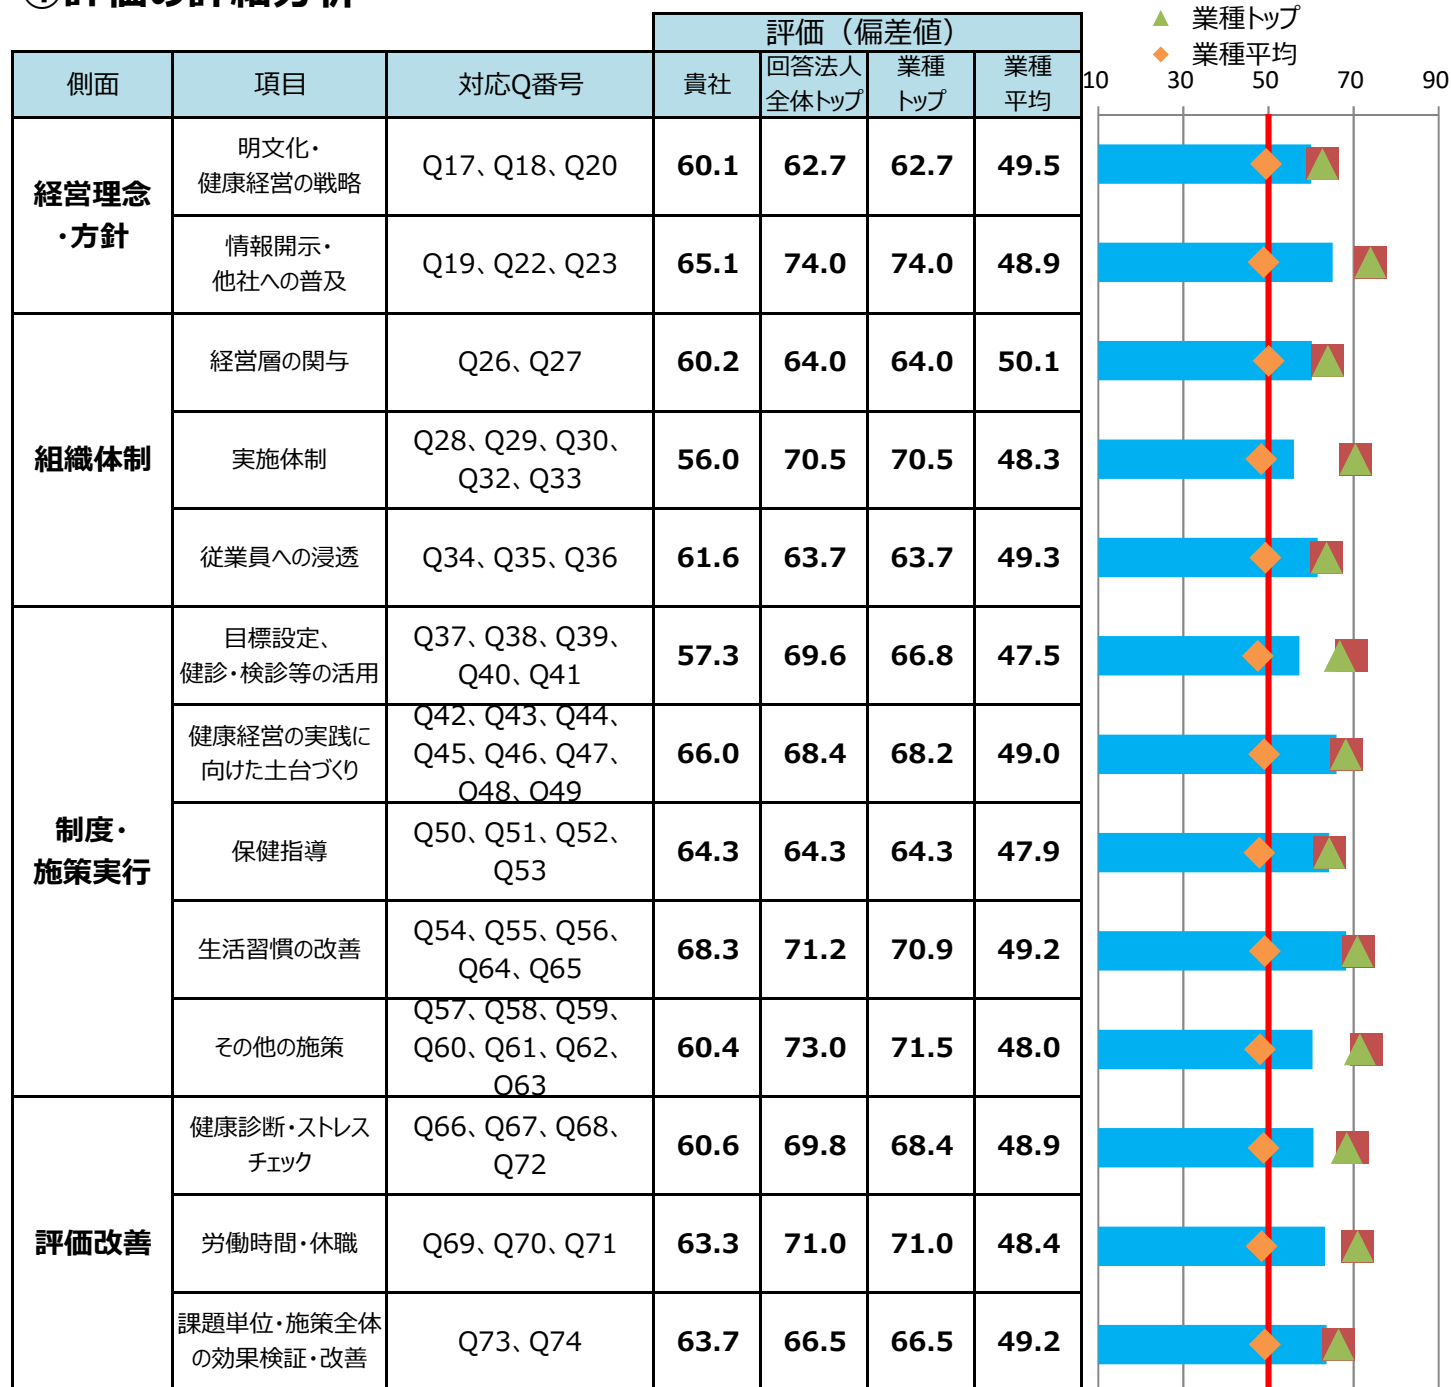 ①評価の詳細分析
▲ 業種トップ
◆ 業種平均
評価（偏差値）
側面 項目 対応Q番号 貴社 回答法人全体トップ 業種トップ 業種平均
10 30 50 70 90
経営理念・方針
明文化・健康経営の戦略 Q17、Q18、Q20 60.1 62.7 62.7 49.5
情報開示・他社への普及 Q19、Q22、Q23 65.1 74.0 74.0 48.9
組織体制
経営層の関与 Q26、Q27 60.2 64.0 64.0 50.1
実施体制 Q28、Q29、Q30、Q32、Q33 56.0 70.5 70.5 48.3
従業員への浸透 Q34、Q35、Q36 61.6 63.7 63.7 49.3
制度・施策実行
目標設定、健診・検診等の活用 Q37、Q38、Q39、Q40、Q41 57.3 69.6 66.8 47.5
健康経営の実践に向けた土台づくり Q42、Q43、Q44、Q45、Q46、Q47、Q48、Q49 66.0 68.4 68.2 49.0
保健指導 Q50、Q51、Q52、Q53 64.3 64.3 64.3 47.9
生活習慣の改善 Q54、Q55、Q56、Q64、Q65 68.3 71.2 70.9 49.2
その他の施策 Q57、Q58、Q59、Q60、Q61、Q62、Q63 60.4 73.0 71.5 48.0
評価改善
健康診断・ストレスチェック Q66、Q67、Q68、Q72 60.6 69.8 68.4 48.9
労働時間・休職 Q69、Q70、Q71 63.3 71.0 71.0 48.4
課題単位・施策全体の効果検証・改善 Q73、Q74 63.7 66.5 66.5 49.2